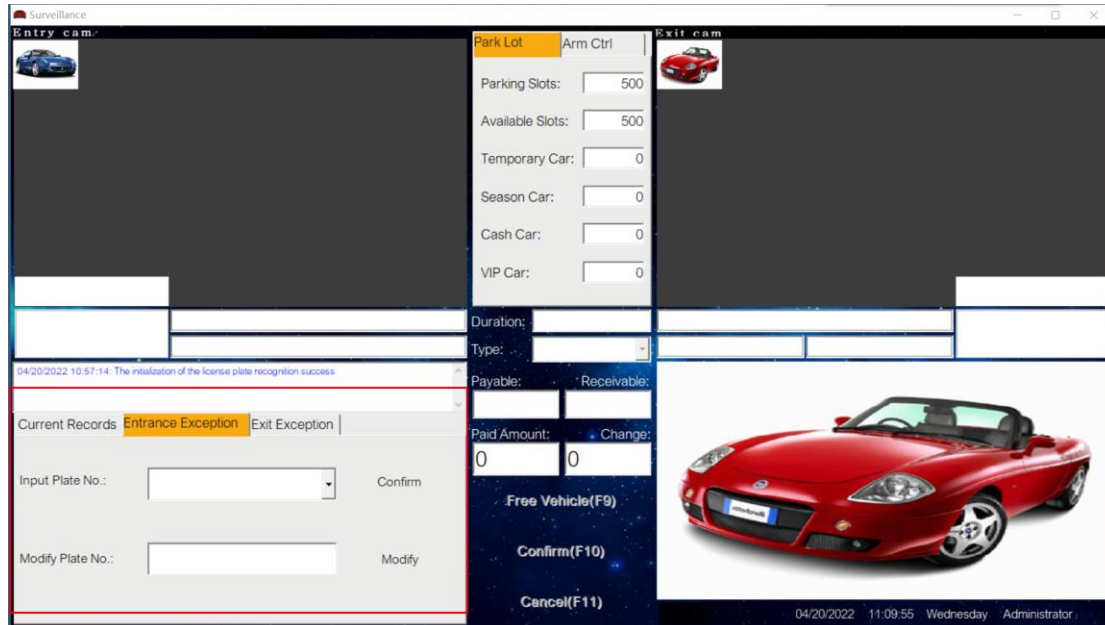 Surveillance
Entry cam
Park Lot
Arm Ctrl
Exit cam
Parking Slots:
500
Available Slots:
500
Temporary Car:
0
Season Car:
0
Cash Car:
0
VIP Car:
0
Duration:
Type:
04/20/2022 10:57:14: The initialization of the license plate recognition success
Payable:
Receivable:
Current Records
Entrance Exception
Exit Exception
Paid Amount:
Change:
0
0
Input Plate No.:
Confirm
Free Vehicle(F9)
Modify Plate No.:
Modify
Confirm(F10)
Cancel(F11)
04/20/2022 11:09:55 Wednesday Administrator